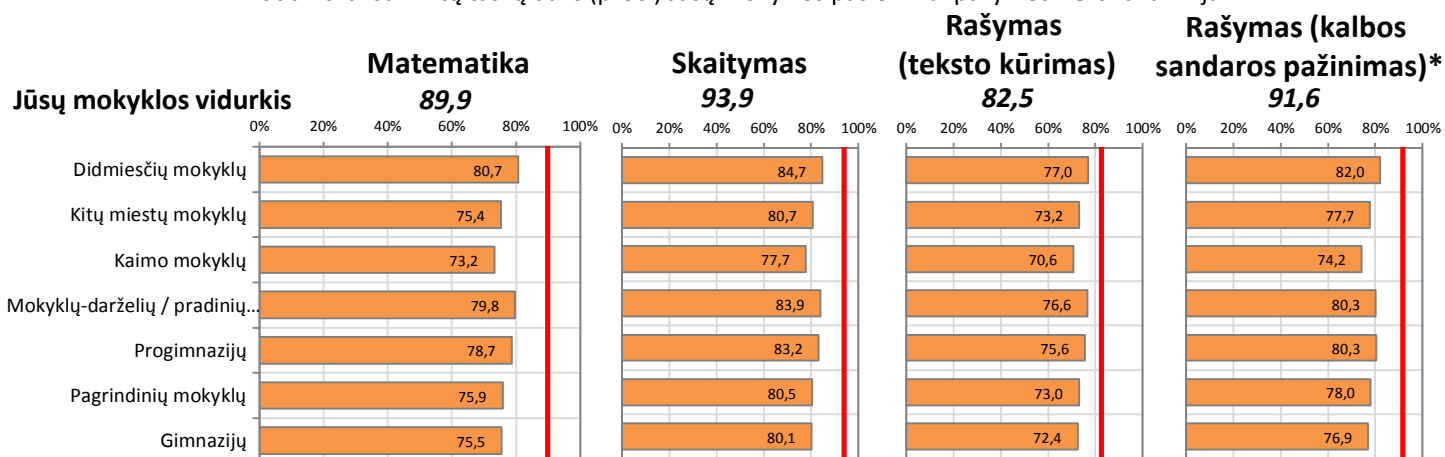 Rašymas
Rašymas (kalbos
Matematika
Skaitymas
(teksto kūrimas)
sandaros pažinimas)*
Jūsų mokyklos vidurkis
89,9
93,9
82,5
91,6
0% 20% 40% 60% 80% 100%
0% 20% 40% 60% 80% 100%
0% 20% 40% 60% 80% 100%
0% 20% 40% 60% 80% 100%
Didmiesčių mokyklų 80,7 84,7 77,0 82,0
Kitų miestų mokyklų 75,4 80,7 73,2 77,7
Kaimo mokyklų 73,2 77,7 70,6 74,2
Mokyklų-darželių / pradinių... 79,8 83,9 76,6 80,3
Progimnazijų 78,7 83,2 75,6 80,3
Pagrindinių mokyklų 75,9 80,5 73,0 78,0
Gimnazijų 75,5 80,1 72,4 76,9